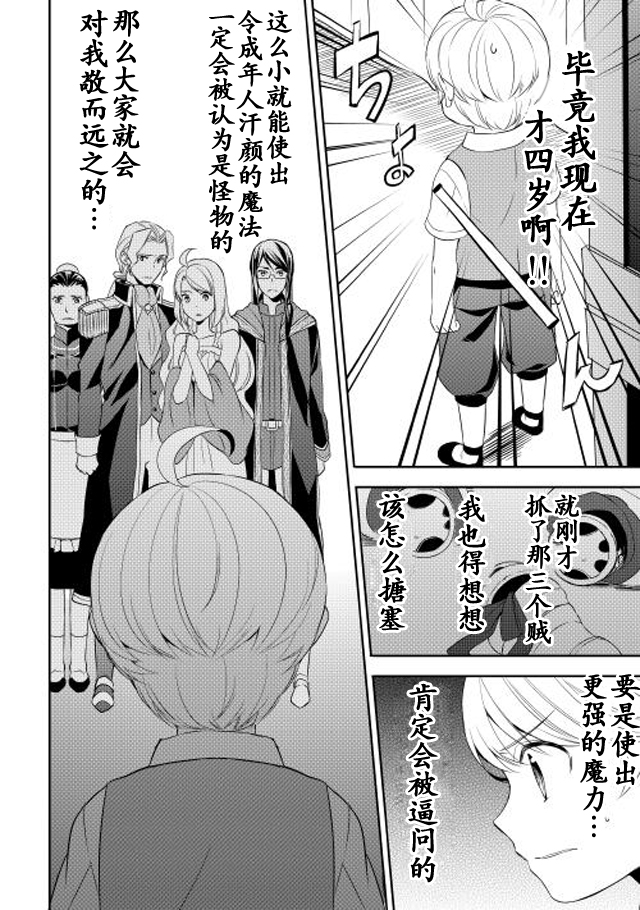 毕竟我现在
才四岁啊!!
ちょこん
就刚才
抓了那三个贼
我也得想想
该怎么搪塞
要是使出
更强的魔力…
肯定会被逼问的
这么小就能使出
令成年人汗颜的魔法
一定会被认为是怪物的
那么大家就会
对我敬而远之的…